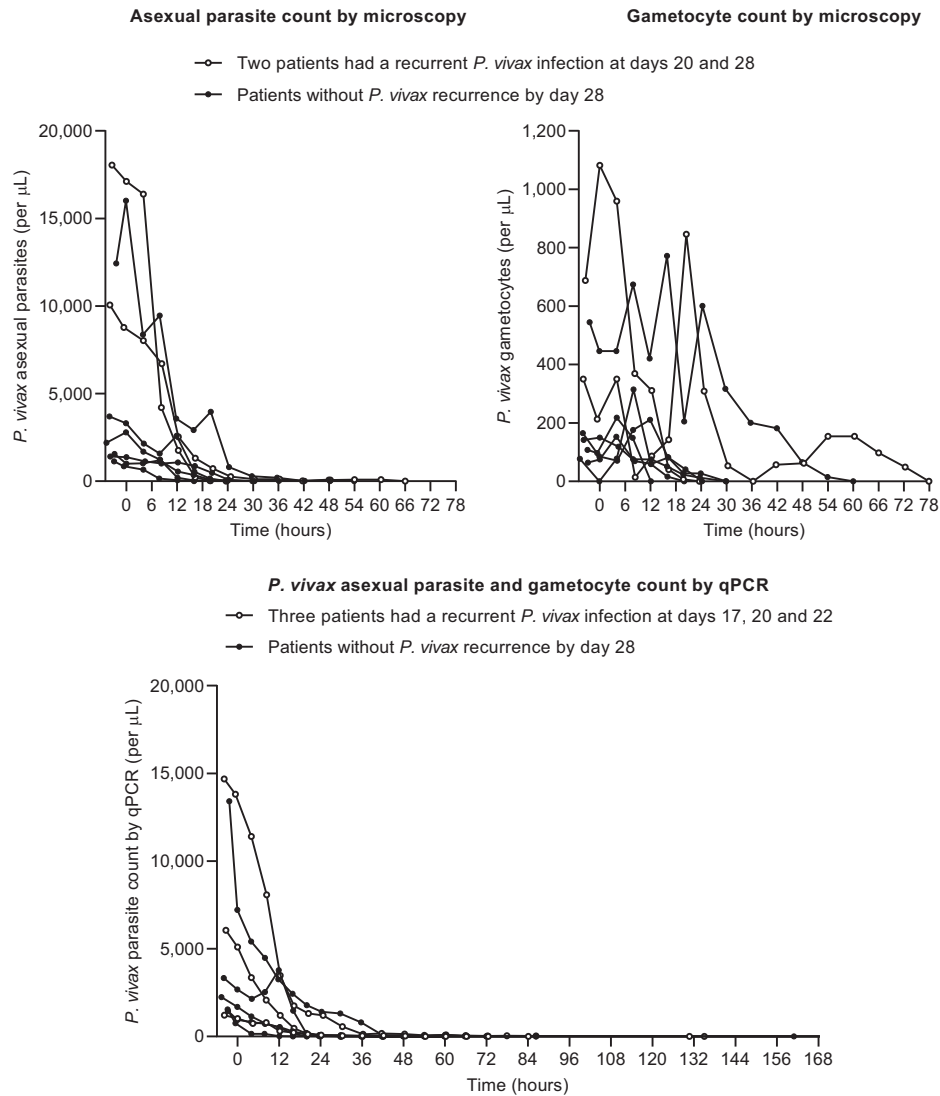 Asexual parasite count by microscopy
Gametocyte count by microscopy
Two patients had a recurrent P. vivax infection at days 20 and 28
Patients without P. vivax recurrence by day 28
P. vivax asexual parasites (per μL)
20,000
15,000
10,000
5,000
0
0 6 12 18 24 30 36 42 48 54 60 66 72 78
Time (hours)
P. vivax gametocytes (per μL)
1,200
1,000
800
600
400
200
0
0 6 12 18 24 30 36 42 48 54 60 66 72 78
Time (hours)
P. vivax asexual parasite and gametocyte count by qPCR
Three patients had a recurrent P. vivax infection at days 17, 20 and 22
Patients without P. vivax recurrence by day 28
P. vivax parasite count by qPCR (per μL)
20,000
15,000
10,000
5,000
0
0 12 24 36 48 60 72 84 96 108 120 132 144 156 168
Time (hours)